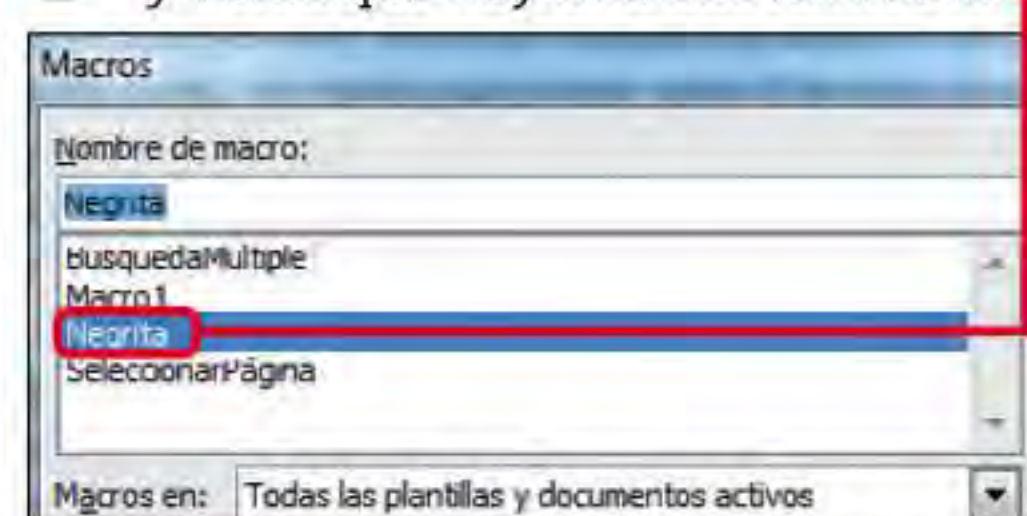 Macros
Nombre de macro:
Negrita
BusquedaMultiple
Macro1
Negrita
SeleccionarPágina
Macros en: Todas las plantillas y documentos activos